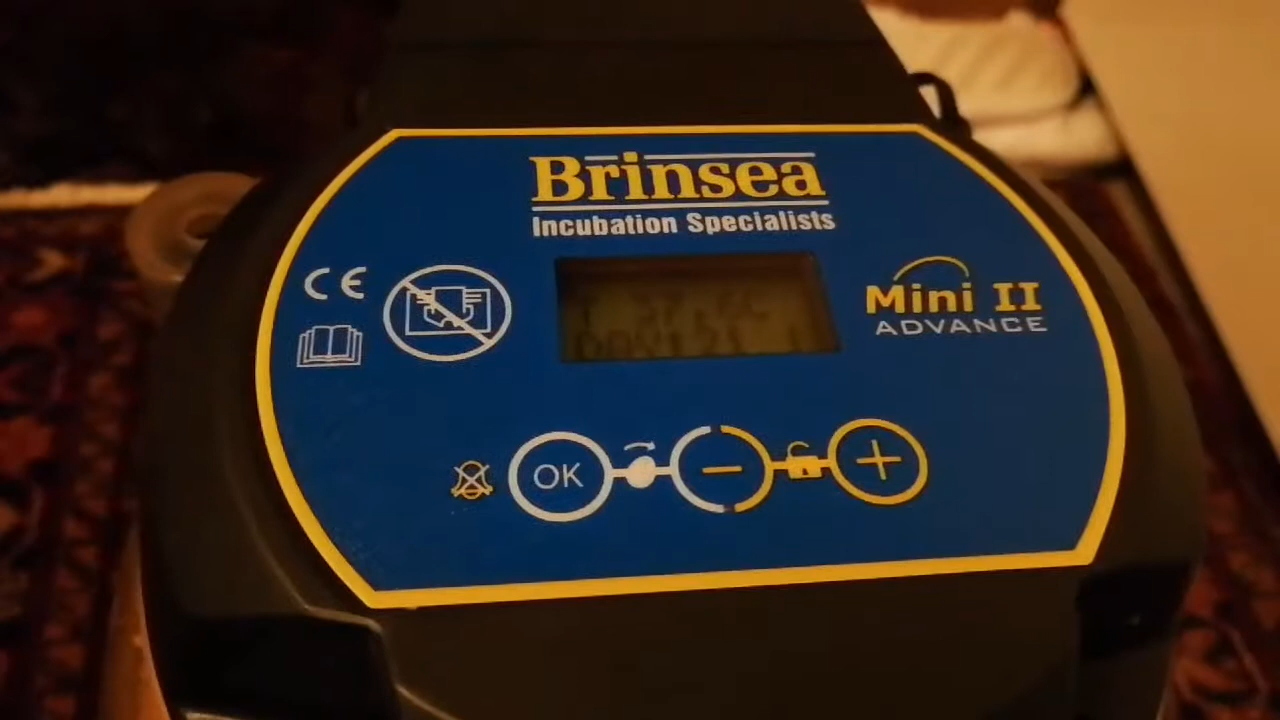 Brinsea
Incubation Specialists
CE
Mini II
ADVANCE
OK